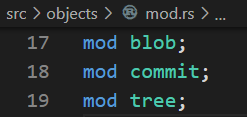 src > objects > mod.rs > ...
17 mod blob;
18 mod commit;
19 mod tree;